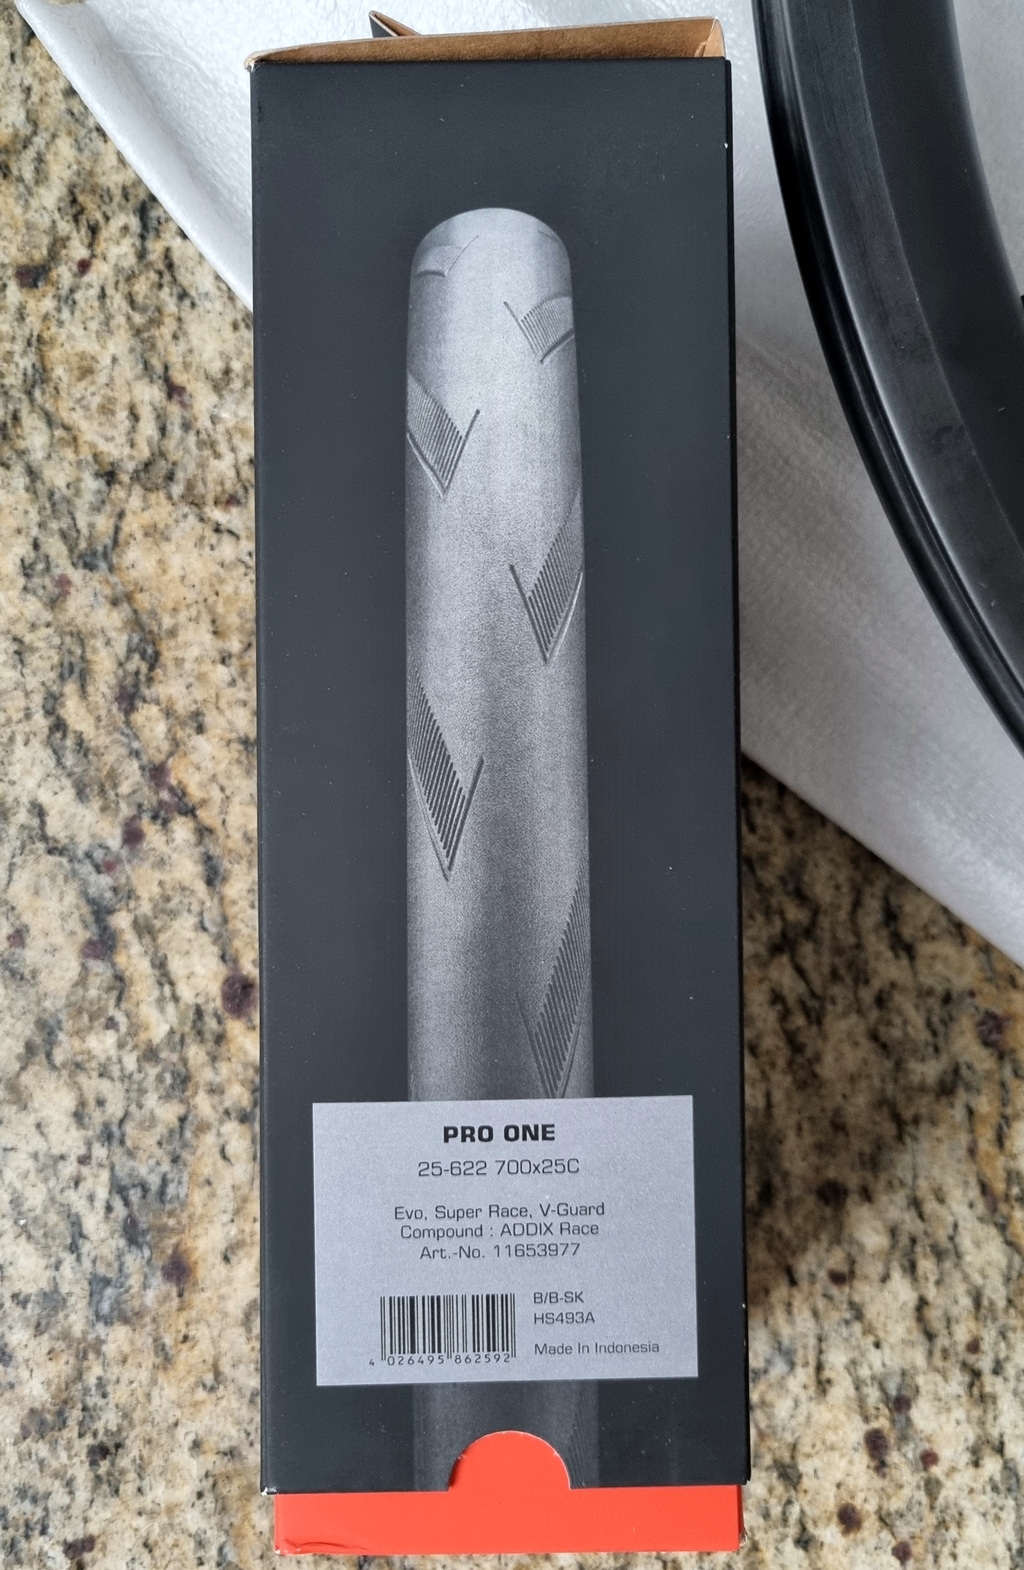 PRO ONE
25-622 700x25C
Evo, Super Race, V-Guard
Compound : ADDIX Race
Art.-No. 11653977
B/B-SK
HS493A
Made In Indonesia
4 026495 862592